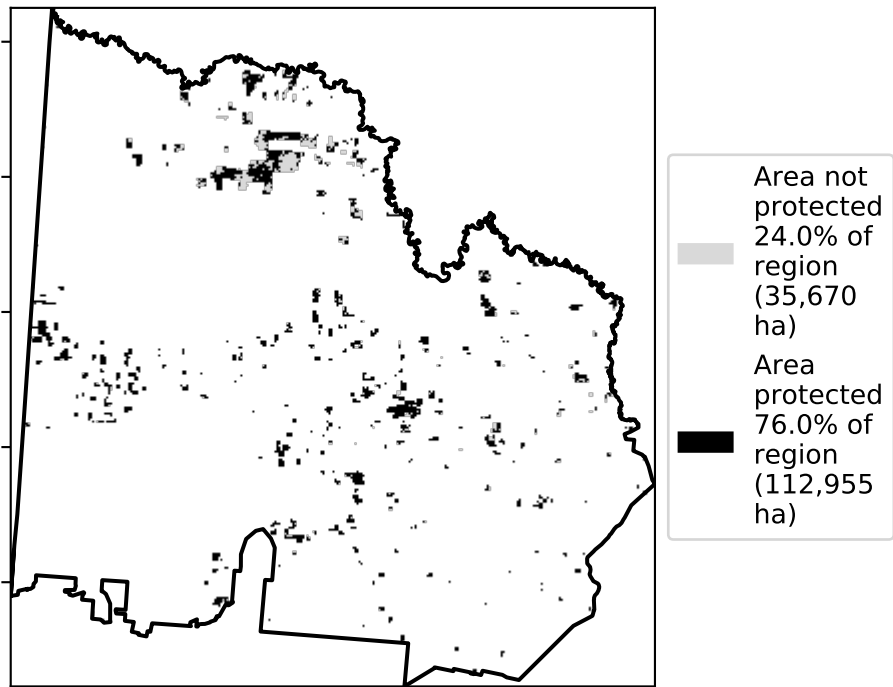 Area not
protected
24.0% of
region
(35,670
ha)
Area
protected
76.0% of
region
(112,955
ha)